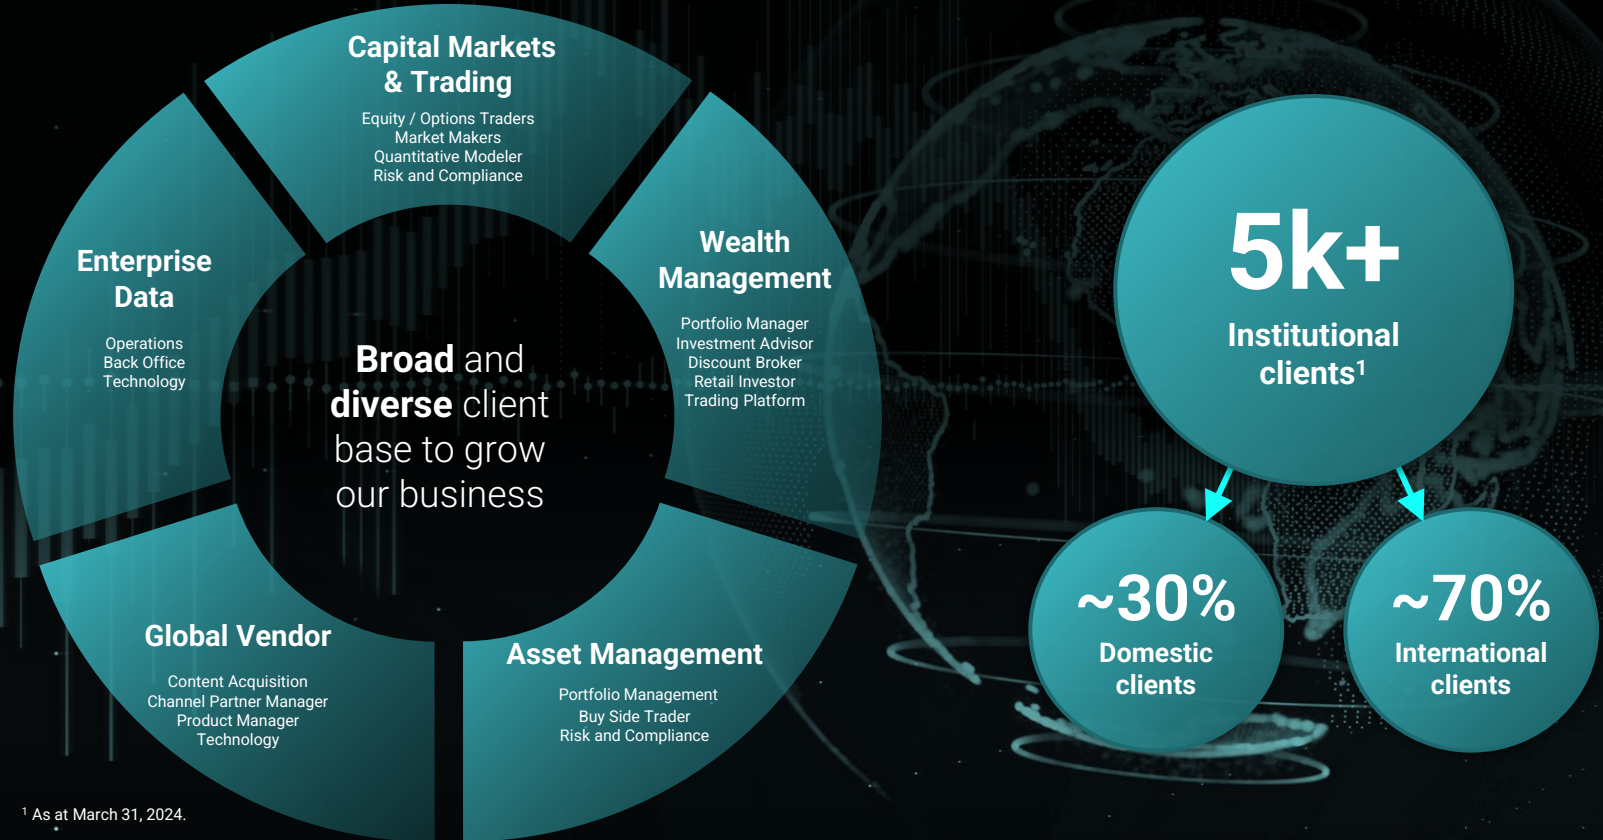 Capital Markets
& Trading
Equity / Options Traders
Market Makers
Quantitative Modeler
Risk and Compliance
Wealth
Management
Portfolio Manager
Investment Advisor
Discount Broker
Retail Investor
Trading Platform
Enterprise
Data
Operations
Back Office
Technology
Broad and
diverse client
base to grow
our business
Global Vendor
Content Acquisition
Channel Partner Manager
Product Manager
Technology
Asset Management
Portfolio Management
Buy Side Trader
Risk and Compliance
5k+
Institutional
clients¹
~30%
Domestic
clients
~70%
International
clients
¹ As at March 31, 2024.